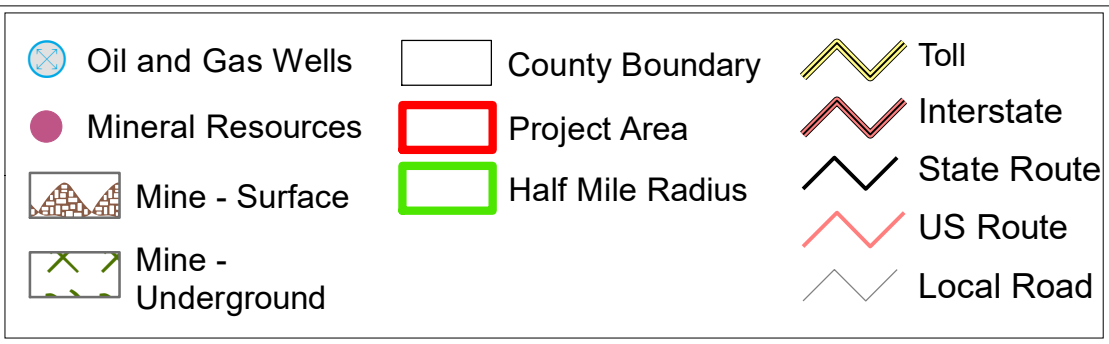 Oil and Gas Wells
Mineral Resources
Mine - Surface
Mine -
Underground
County Boundary
Project Area
Half Mile Radius
Toll
Interstate
State Route
US Route
Local Road